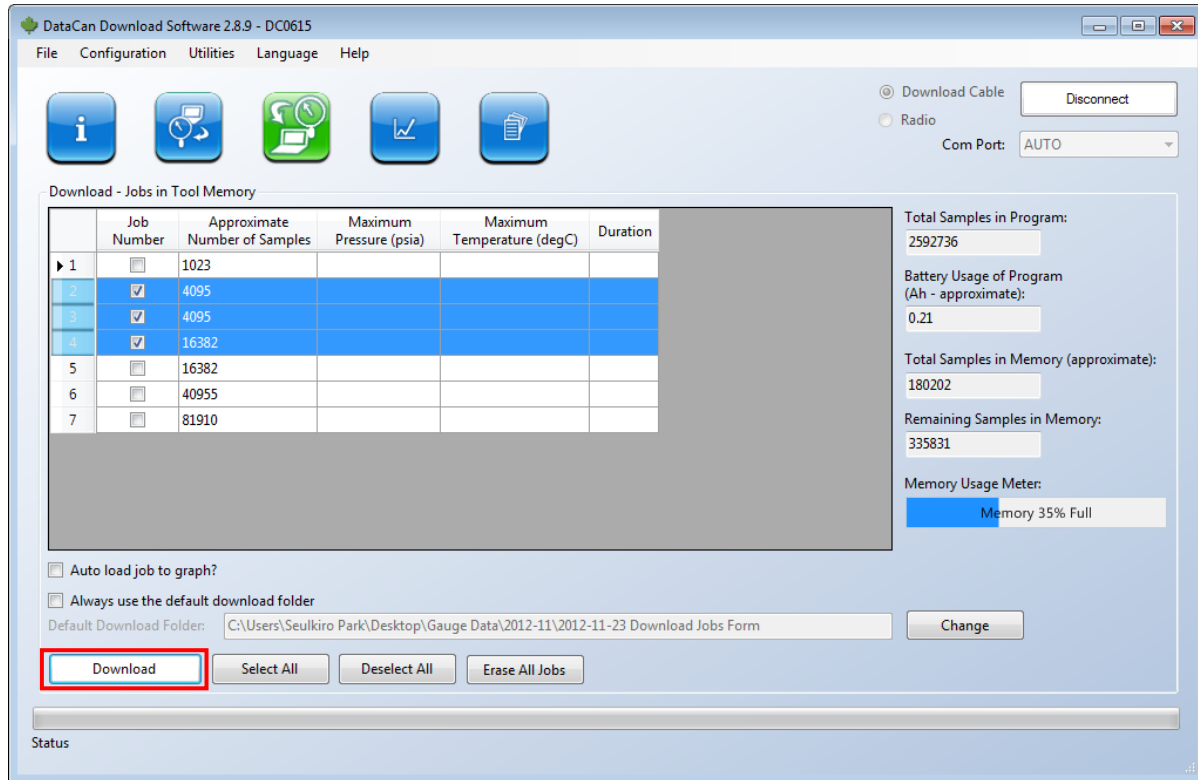 DataCan Download Software 2.8.9 - DC0615
File Configuration Utilities Language Help
Download Cable
Disconnect
Radio
Com Port: AUTO
Download - Jobs in Tool Memory
Job Number Approximate Number of Samples Maximum Pressure (psia) Maximum Temperature (degC) Duration
1 1023
2 4095
3 4095
4 16382
5 16382
6 40955
7 81910
Total Samples in Program:
2592736
Battery Usage of Program
(Ah - approximate):
0.21
Total Samples in Memory (approximate):
180202
Remaining Samples in Memory:
335831
Memory Usage Meter:
Memory 35% Full
Auto load job to graph?
Always use the default download folder
Default Download Folder: C:\Users\Seulkiro Park\Desktop\Gauge Data\2012-11\2012-11-23 Download Jobs Form Change
Download Select All Deselect All Erase All Jobs
Status